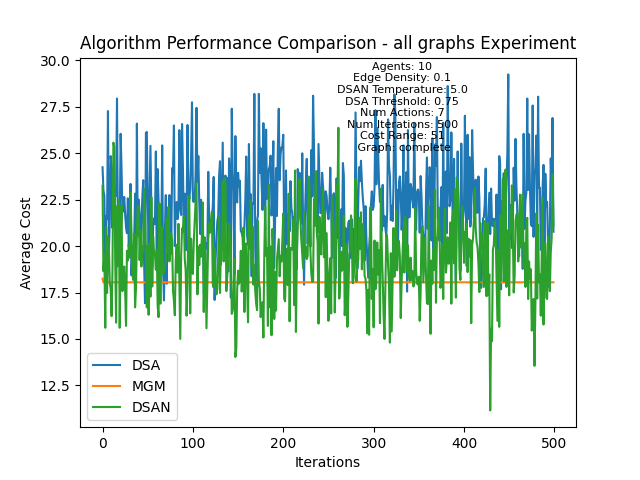 Algorithm Performance Comparison - all graphs Experiment
Agents: 10
Edge Density: 0.1
DSAN Temperature: 5.0
DSA Threshold: 0.75
Num Actions: 7
Num Iterations: 500
Cost Range: 51
Graph: complete
30.0
27.5
25.0
22.5
20.0
17.5
15.0
12.5
Average Cost
DSA
MGM
DSAN
0 100 200 300 400 500
Iterations